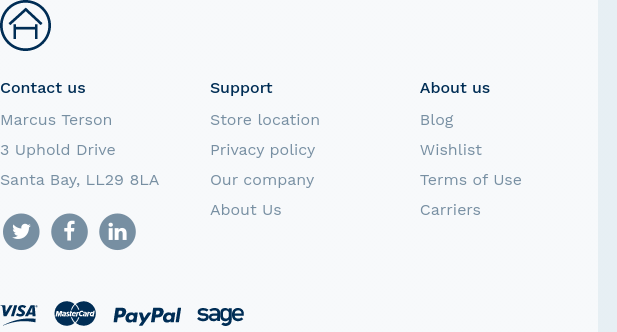 Contact us
Marcus Terson
3 Uphold Drive
Santa Bay, LL29 8LA
Support
Store location
Privacy policy
Our company
About Us
About us
Blog
Wishlist
Terms of Use
Carriers
VISA MasterCard PayPal sage